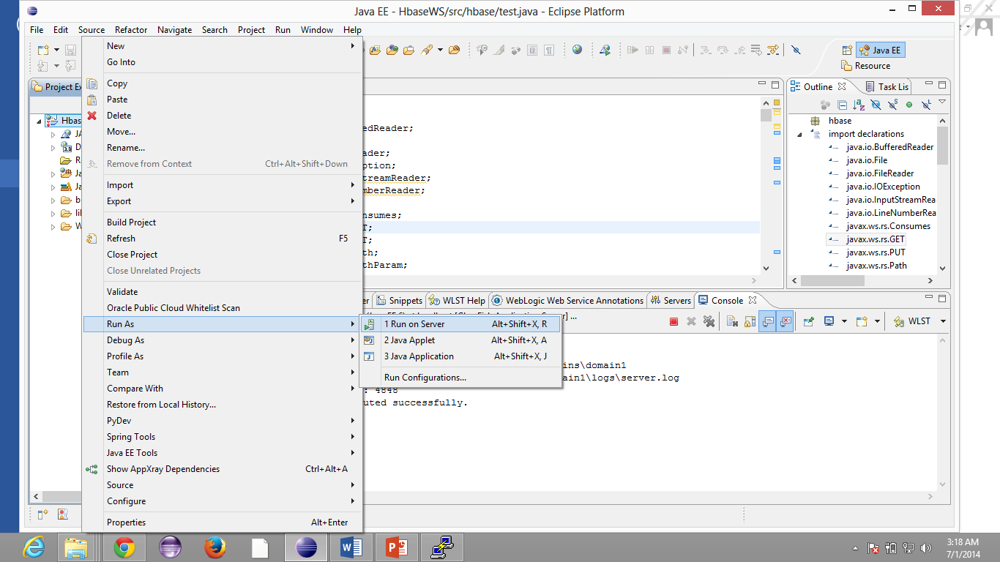 Java EE - HbaseWS/src/hbase/test.java - Eclipse Platform
File Edit Source Refactor Navigate Search Project Run Window Help
Java EE
Resource
Project Ex
Outline
Task Lis
New
Go Into
Copy
Paste
Delete
Move...
Rename...
Remove from Context Ctrl+Alt+Shift+Down
Import
Export
Build Project
Refresh F5
Close Project
Close Unrelated Projects
Validate
Oracle Public Cloud Whitelist Scan
Run As
Debug As
Profile As
Team
Compare With
Restore from Local History...
PyDev
Spring Tools
Java EE Tools
Show AppXray Dependencies Ctrl+Alt+A
Source
Configure
Properties Alt+Enter
1 Run on Server Alt+Shift+X, R
2 Java Applet Alt+Shift+X, A
3 Java Application Alt+Shift+X, J
Run Configurations...
Hbas
JA
D
R
Ja
Ja
b
lil
W
edReader;
ader;
ption;
treamReader;
mberReader;
nsumes;
T;
T;
th;
thParam;
hbase
import declarations
java.io.BufferedReader
java.io.File
java.io.FileReader
java.io.IOException
java.io.InputStreamRea
java.io.LineNumberRea
javax.ws.rs.Consumes
javax.ws.rs.GET
javax.ws.rs.PUT
javax.ws.rs.Path
er Snippets WLST Help WebLogic Web Service Annotations Servers Console
] ...
WLST
ins\domain1
ain1\logs\server.log
: 4848
uted successfully.
3:18 AM
7/1/2014